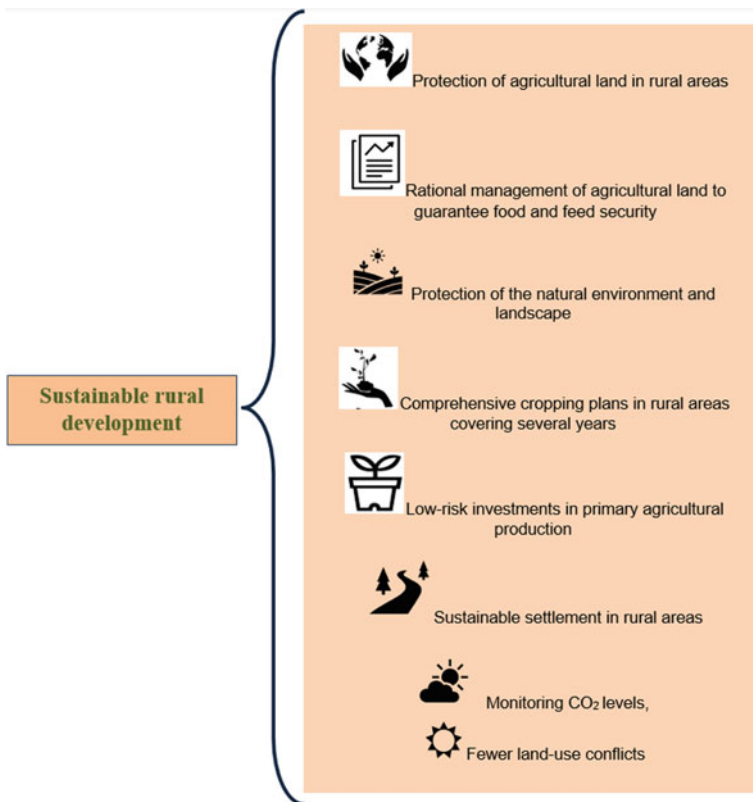 Protection of agricultural land in rural areas
Rational management of agricultural land to
guarantee food and feed security
Protection of the natural environment and
landscape
Sustainable rural
development
Comprehensive cropping plans in rural areas
covering several years
Low-risk investments in primary agricultural
production
Sustainable settlement in rural areas
Monitoring CO₂ levels,
Fewer land-use conflicts